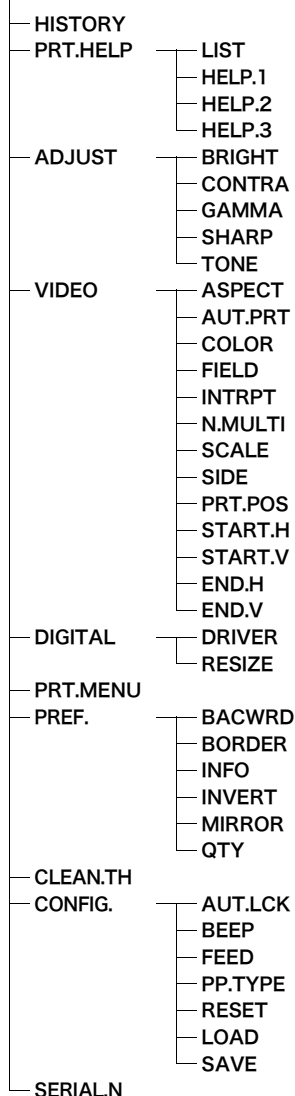 HISTORY
PRT.HELP LIST
HELP.1
HELP.2
HELP.3
ADJUST BRIGHT
CONTRA
GAMMA
SHARP
TONE
VIDEO ASPECT
AUT.PRT
COLOR
FIELD
INTRPT
N.MULTI
SCALE
SIDE
PRT.POS
START.H
START.V
END.H
END.V
DIGITAL DRIVER
RESIZE
PRT.MENU
PREF. BACWRD
BORDER
INFO
INVERT
MIRROR
QTY
CLEAN.TH
CONFIG. AUT.LCK
BEEP
FEED
PP.TYPE
RESET
LOAD
SAVE
SERIAL.N